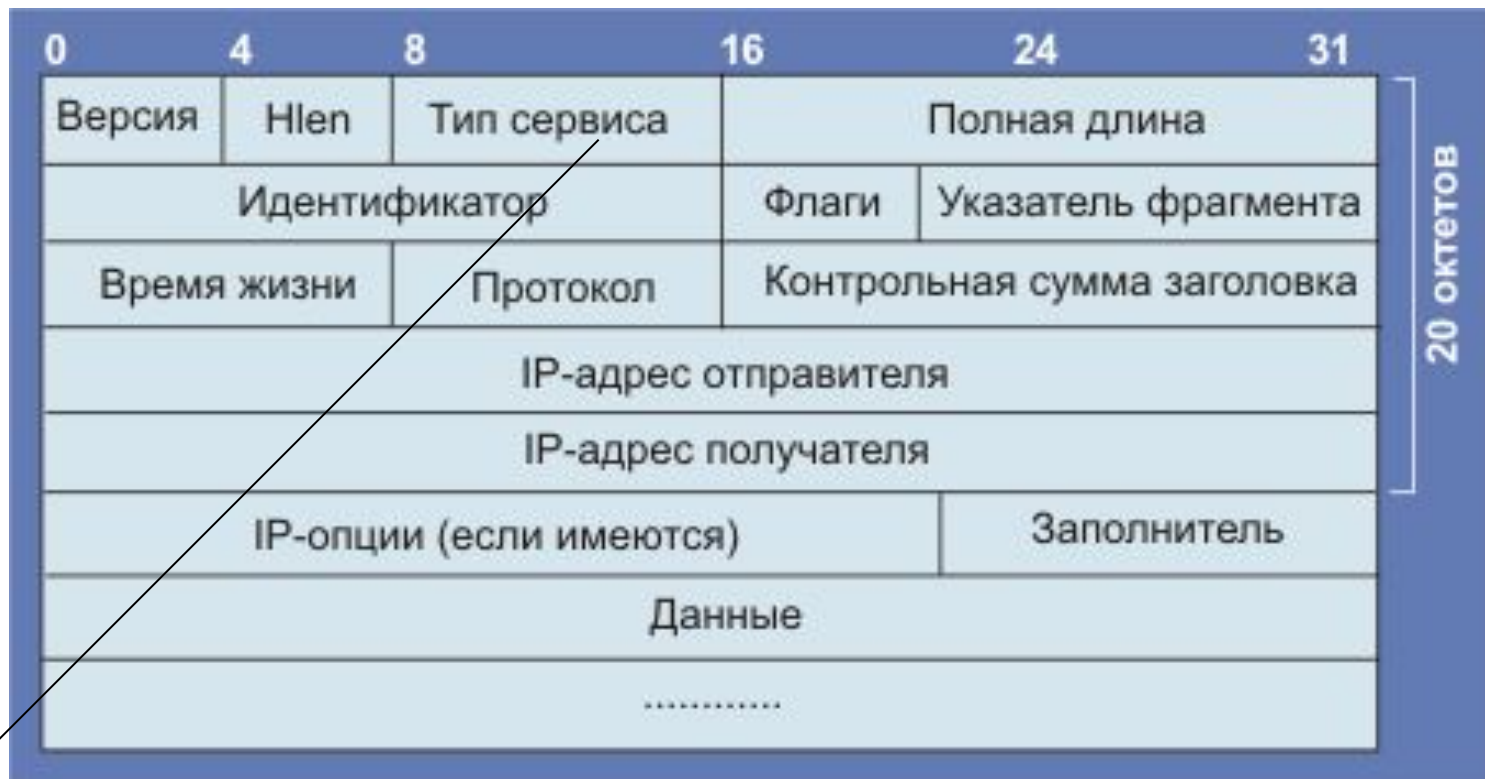 0 4 8 16 24 31
Версия Hlen Тип сервиса Полная длина
Идентификатор Флаги Указатель фрагмента
Время жизни Протокол Контрольная сумма заголовка
IP-адрес отправителя
IP-адрес получателя
IP-опции (если имеются) Заполнитель
Данные
............
20 октетов